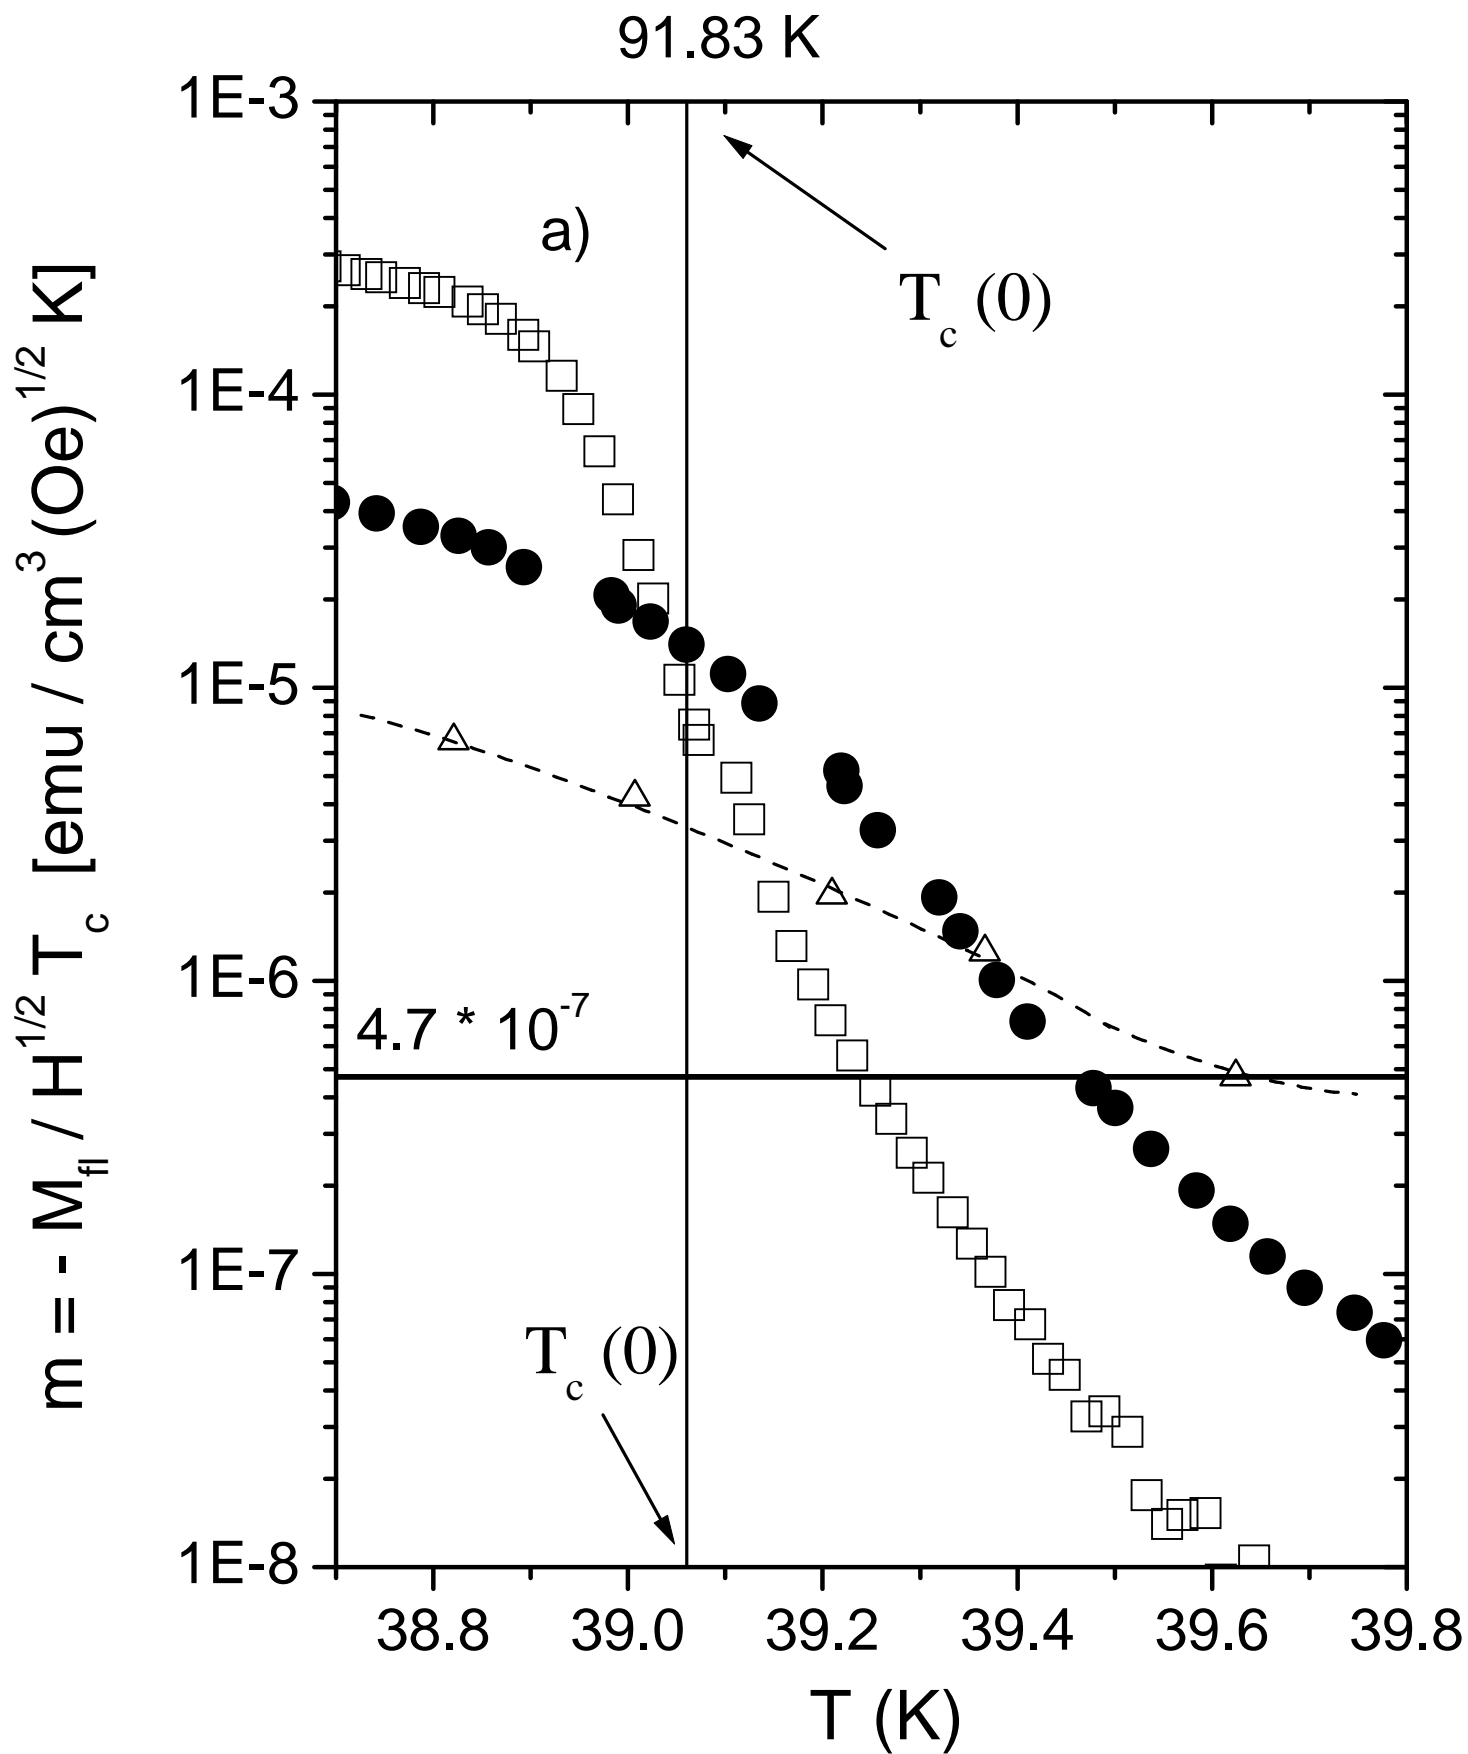 91.83 K
1E-3
a)
T_c (0)
1E-4
1E-5
1E-6
4.7 * 10^-7
1E-7
T_c (0)
1E-8
38.8 39.0 39.2 39.4 39.6 39.8
T (K)
m = - M_fl / H^1/2 T_c [emu / cm^3 (Oe)^1/2 K]